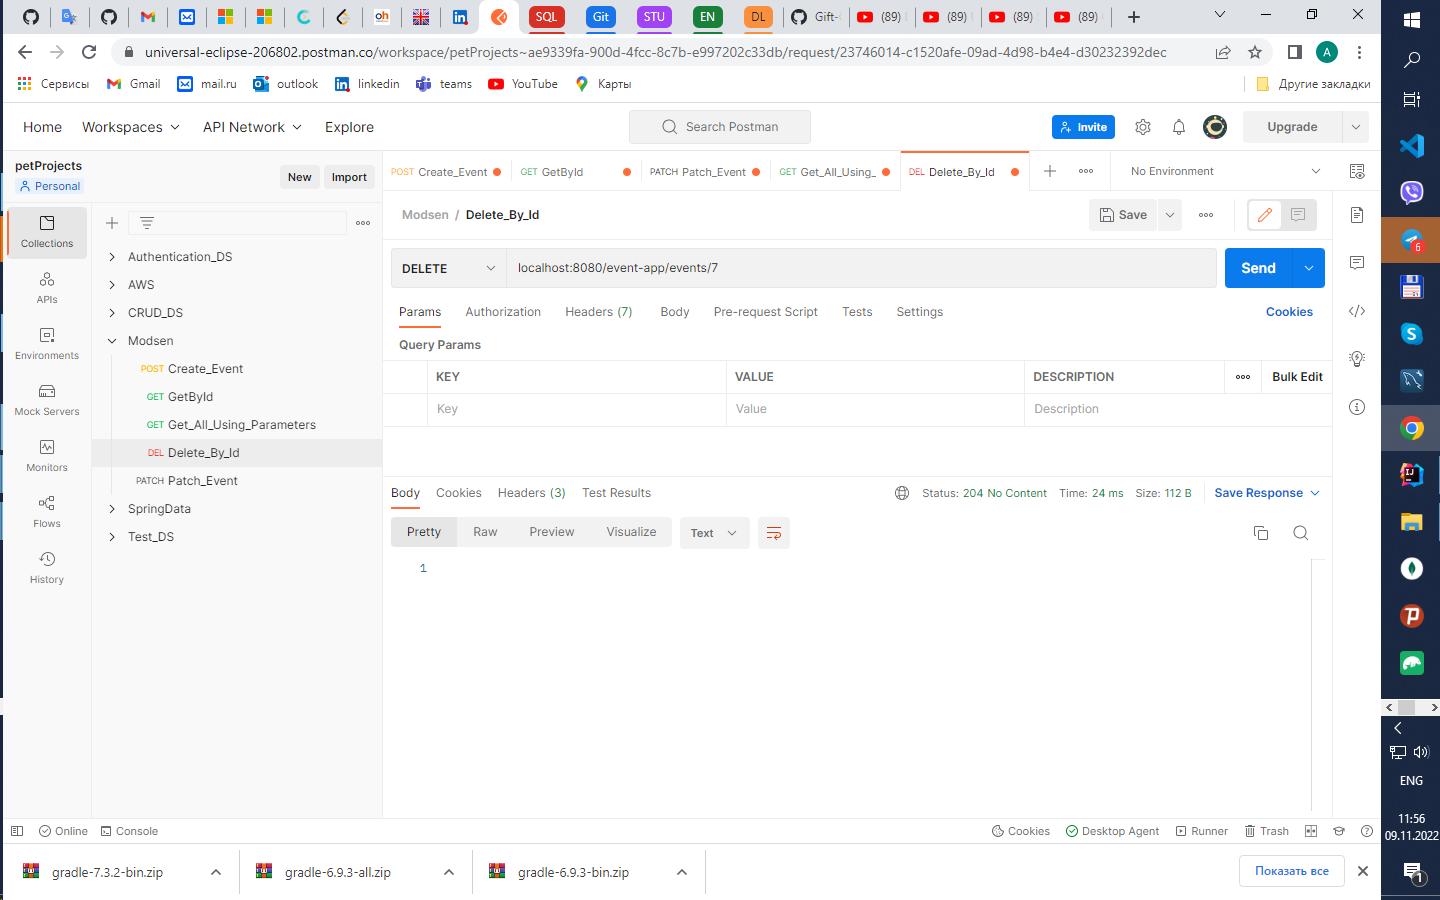 SQL
Git
STU
EN
DL
Gift-
(89)
(89)
(89)
(89)
universal-eclipse-206802.postman.co/workspace/petProjects~ae9339fa-900d-4fcc-8c7b-e997202c33db/request/23746014-c1520afe-09ad-4d98-b4e4-d30232392dec
A
Сервисы
Gmail
mail.ru
outlook
linkedin
teams
YouTube
Карты
Другие закладки
Home
Workspaces
API Network
Explore
Search Postman
Invite
Upgrade
petProjects
Personal
New
Import
POST Create_Event
GET GetById
PATCH Patch_Event
GET Get_All_Using_
DEL Delete_By_Id
No Environment
Collections
APIs
Environments
Mock Servers
Monitors
Flows
History
Authentication_DS
AWS
CRUD_DS
Modsen
POST Create_Event
GET GetById
GET Get_All_Using_Parameters
DEL Delete_By_Id
PATCH Patch_Event
SpringData
Test_DS
Modsen / Delete_By_Id
Save
DELETE
localhost:8080/event-app/events/7
Send
Params
Authorization
Headers (7)
Body
Pre-request Script
Tests
Settings
Cookies
Query Params
KEY
VALUE
DESCRIPTION
Bulk Edit
Key
Value
Description
Body
Cookies
Headers (3)
Test Results
Status: 204 No Content
Time: 24 ms
Size: 112 B
Save Response
Pretty
Raw
Preview
Visualize
Text
1
Online
Console
Cookies
Desktop Agent
Runner
Trash
gradle-7.3.2-bin.zip
gradle-6.9.3-all.zip
gradle-6.9.3-bin.zip
Показать все
6
ENG
11:56
09.11.2022
1